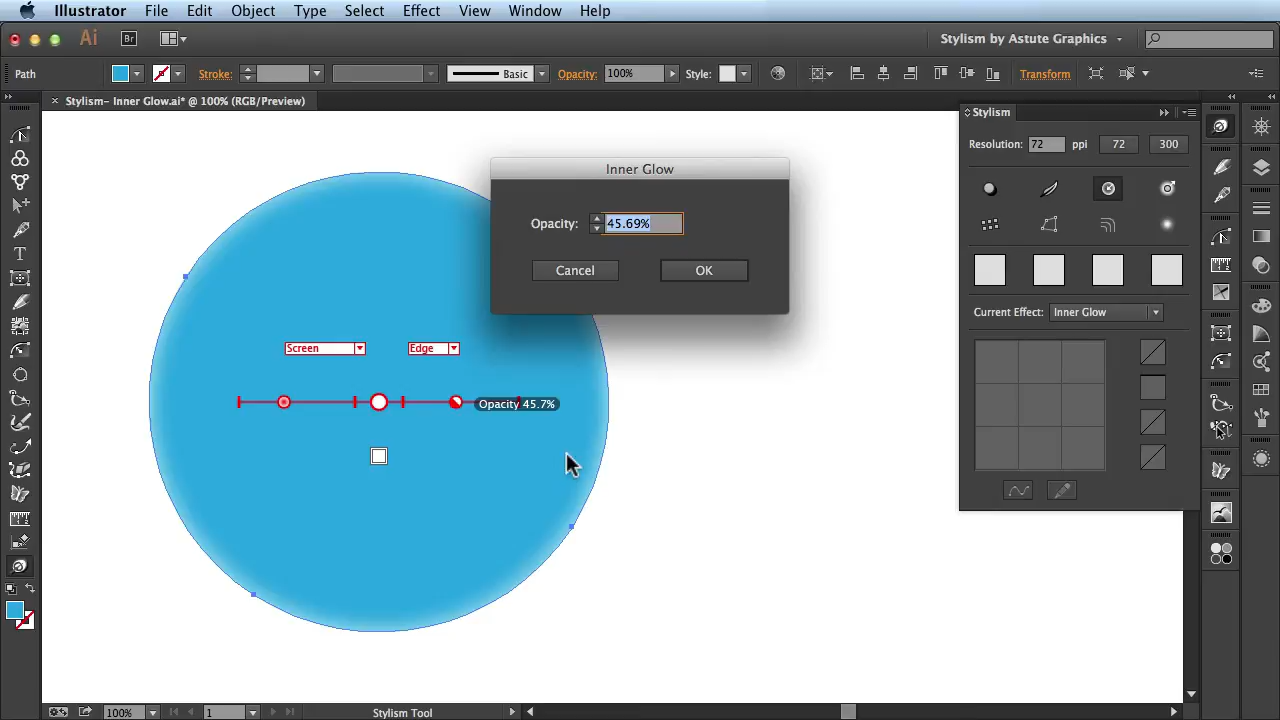 Illustrator File Edit Object Type Select Effect View Window Help
Ai Br Stylism by Astute Graphics
Path Stroke: Basic Opacity: 100% Style: Transform
× Stylism- Inner Glow.ai* @ 100% (RGB/Preview)
Stylism
Resolution: 72 ppi 72 300
Inner Glow
Opacity: 45.69%
Cancel OK
Current Effect: Inner Glow
Screen Edge
Opacity 45.7%
T
100% 1 Stylism Tool